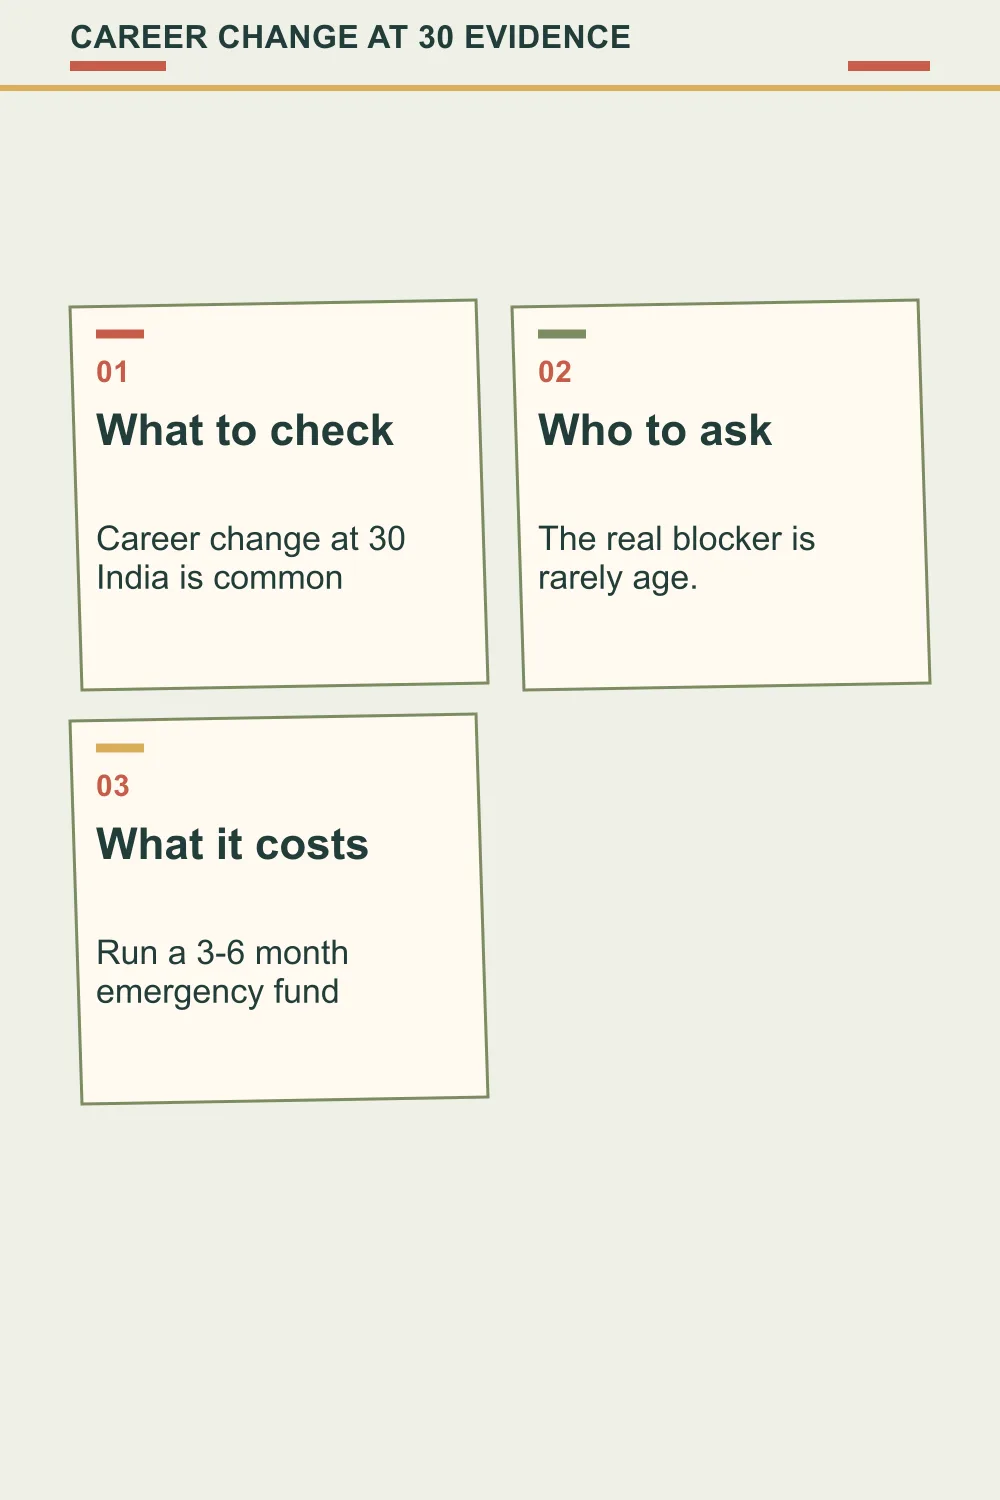 CAREER CHANGE AT 30 EVIDENCE
01
What to check
Career change at 30
India is common
02
Who to ask
The real blocker is
rarely age.
03
What it costs
Run a 3-6 month
emergency fund